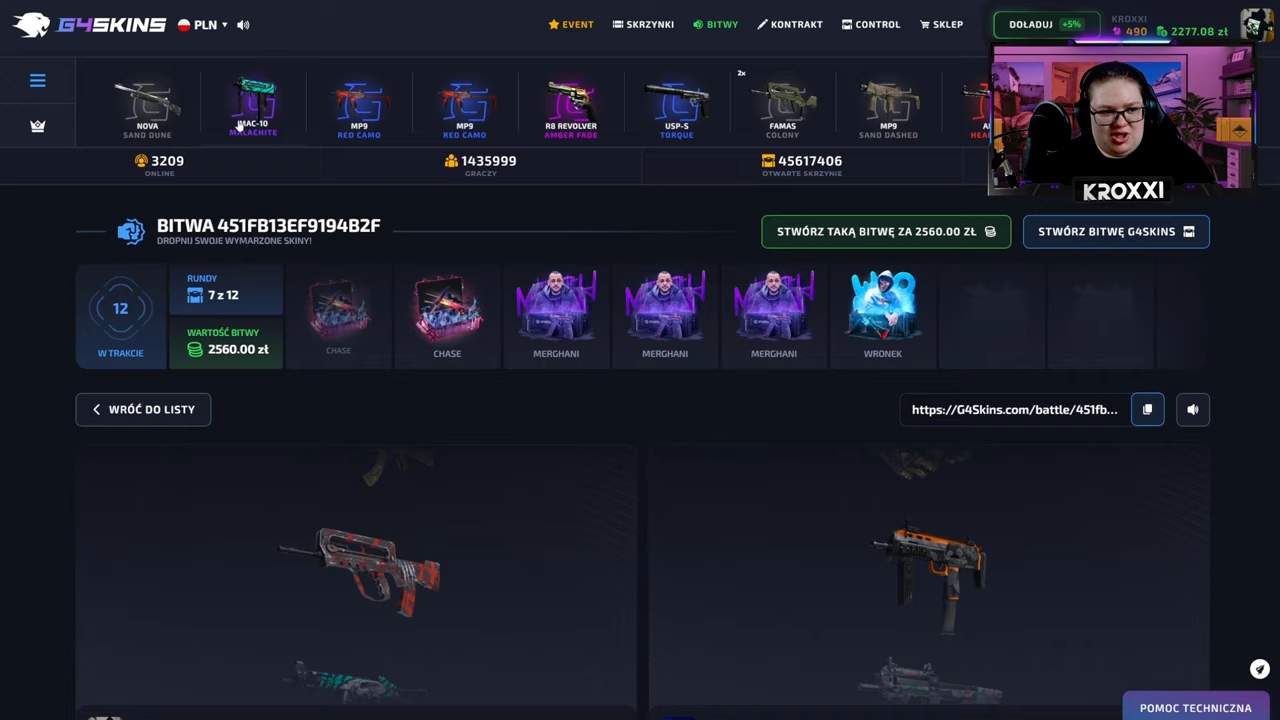 G4SKINS
PLN
EVENT
SKRZYNKI
BITWY
KONTRAKT
CONTROL
SKLEP
DOŁADUJ +5%
KROXXI
490 2277.08 zł
NOVA
SAND DUNE
MAC-10
MALACHITE
MP9
RED CAMO
MP9
RED CAMO
R8 REVOLVER
AMBER FADE
USP-S
TORQUE
2x
FAMAS
COLONY
SAND DASHED
3209
ONLINE
1435999
GRACZY
45617406
OTWARTE SKRZYNIE
KROXXI
BITWA 451FB13EF9194B2F
DROPNIJ SWOJE WYMARZONE SKINY!
STWÓRZ TAKĄ BITWĘ ZA 2560.00 ZŁ
STWÓRZ BITWĘ G4SKINS
12
W TRAKCIE
RUNDY
7 z 12
WARTOŚĆ BITWY
2560.00 zł
CHASE
CHASE
MERGHANI
MERGHANI
MERGHANI
WRONEK
WRÓĆ DO LISTY
https://G4Skins.com/battle/451fb...
POMOC TECHNICZNA